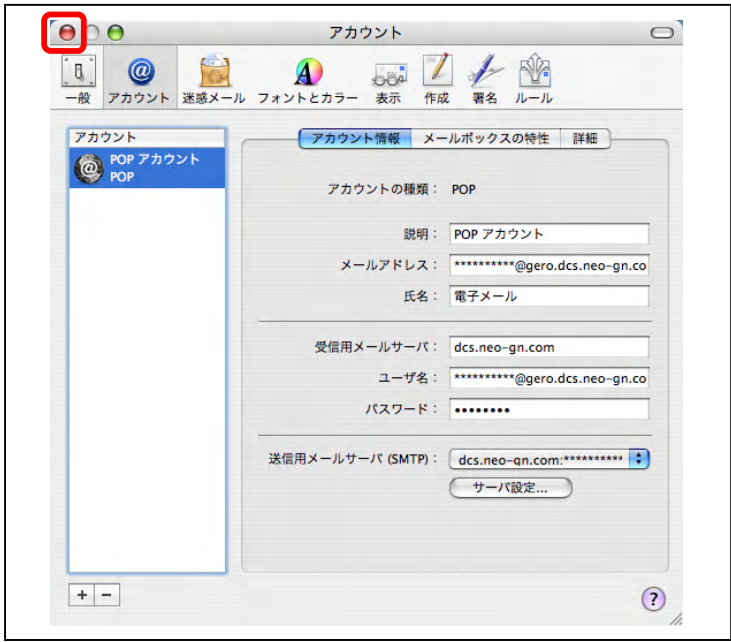 アカウント
一般 アカウント 迷惑メール フォントとカラー 表示 作成 署名 ルール
アカウント
POP アカウント
POP
アカウント情報 メールボックスの特性 詳細
アカウントの種類： POP
説明： POP アカウント
メールアドレス： **********@gero.dcs.neo-gn.co
氏名： 電子メール
受信用メールサーバ： dcs.neo-gn.com
ユーザ名： **********@gero.dcs.neo-gn.co
パスワード： ••••••••
送信用メールサーバ (SMTP)： dcs.neo-gn.com:**********
サーバ設定...
+ −
?